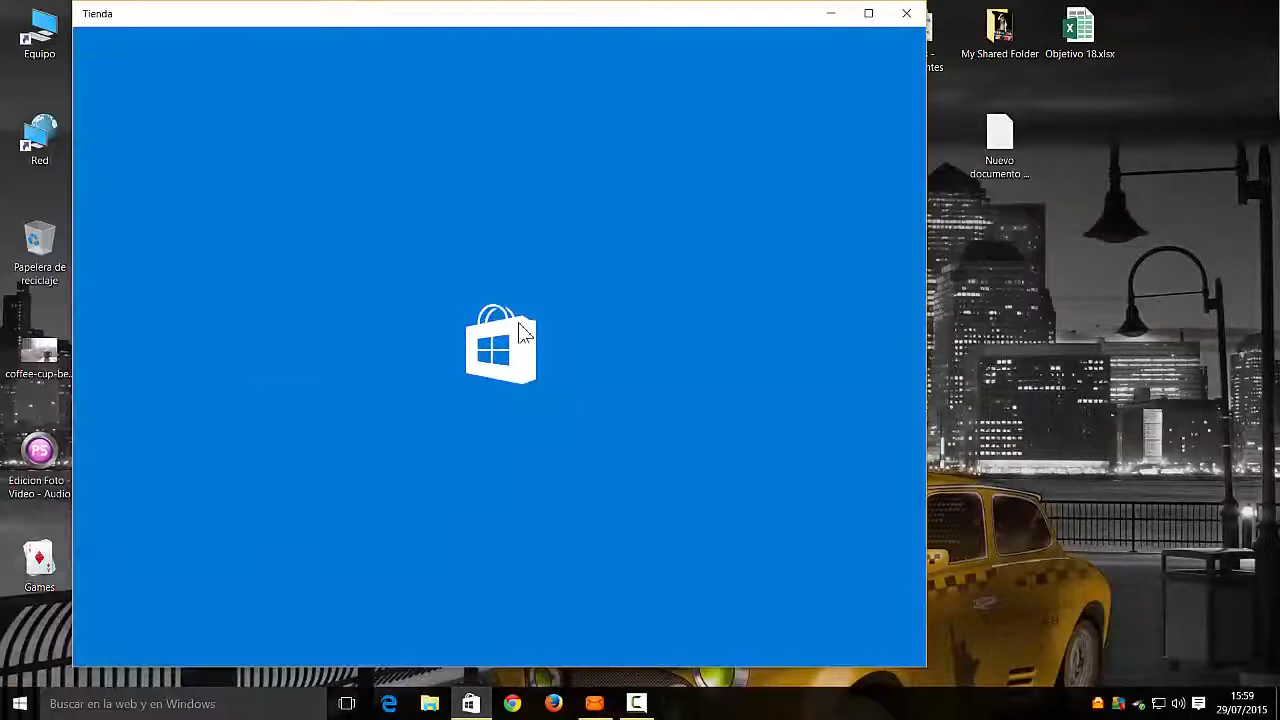 Tienda
Equipo
- 
ntes
My Shared Folder
Objetivo 18.xlsx
Red
Nuevo
documento ...
Papelera de
reciclaje
coffee-cup-be...
Edicion Foto
Video - Audio
Games
Buscar en la web y en Windows
15:59
29/07/2015